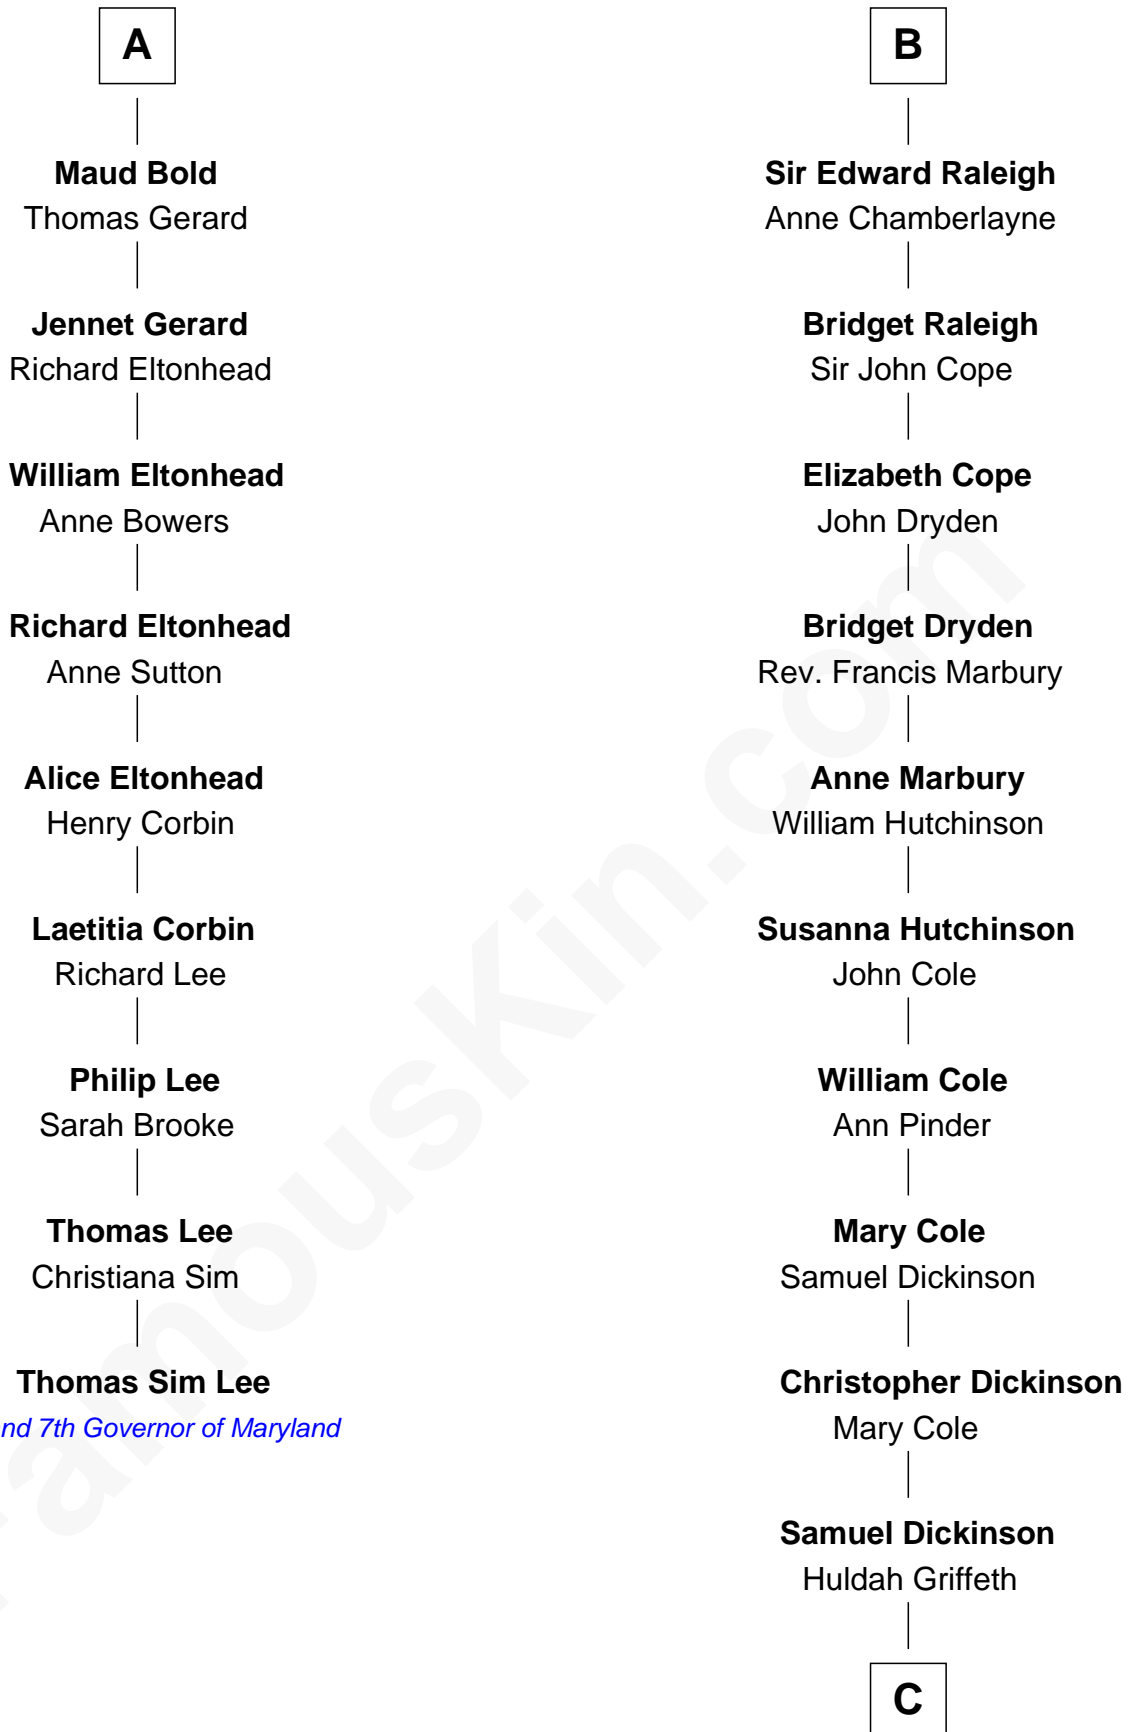 A
Maud Bold
Thomas Gerard
Jennet Gerard
Richard Eltonhead
William Eltonhead
Anne Bowers
Richard Eltonhead
Anne Sutton
Alice Eltonhead
Henry Corbin
Laetitia Corbin
Richard Lee
Philip Lee
Sarah Brooke
Thomas Lee
Christiana Sim
Thomas Sim Lee
nd 7th Governor of Maryland
B
Sir Edward Raleigh
Anne Chamberlayne
Bridget Raleigh
Sir John Cope
Elizabeth Cope
John Dryden
Bridget Dryden
Rev. Francis Marbury
Anne Marbury
William Hutchinson
Susanna Hutchinson
John Cole
William Cole
Ann Pinder
Mary Cole
Samuel Dickinson
Christopher Dickinson
Mary Cole
Samuel Dickinson
Huldah Griffeth
C
FamousKin.com